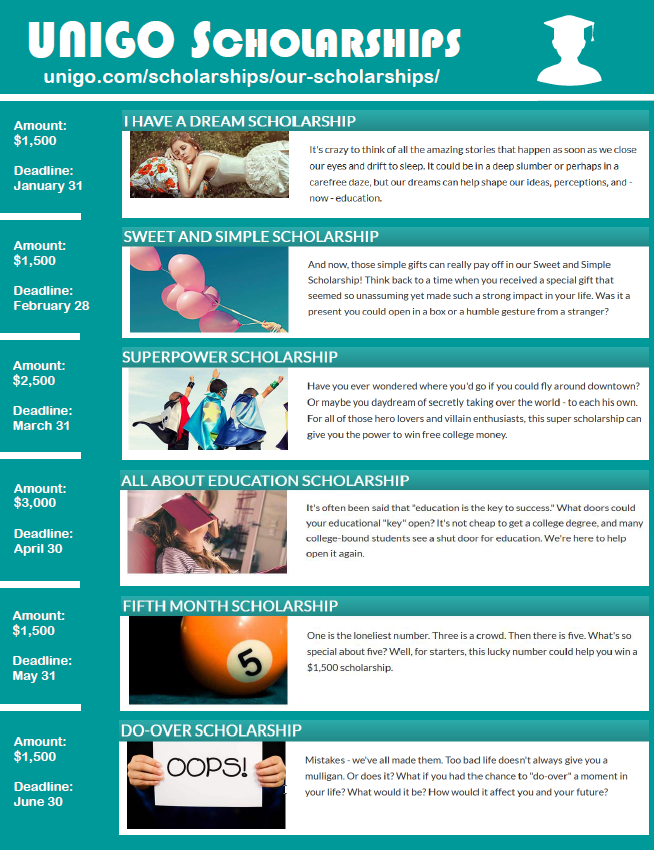 UNIGO SCHOLARSHIPS
unigo.com/scholarships/our-scholarships/
Amount:
$1,500
Deadline:
January 31
I HAVE A DREAM SCHOLARSHIP
It's crazy to think of all the amazing stories that happen as soon as we close
our eyes and drift to sleep. It could be in a deep slumber or perhaps in a
carefree daze, but our dreams can help shape our ideas, perceptions, and -
now - education.
Amount:
$1,500
Deadline:
February 28
SWEET AND SIMPLE SCHOLARSHIP
And now, those simple gifts can really pay off in our Sweet and Simple
Scholarship! Think back to a time when you received a special gift that
seemed so unassuming yet made such a strong impact in your life. Was it a
present you could open in a box or a humble gesture from a stranger?
Amount:
$2,500
Deadline:
March 31
SUPERPOWER SCHOLARSHIP
Have you ever wondered where you'd go if you could fly around downtown?
Or maybe you daydream of secretly taking over the world - to each his own.
For all of those hero lovers and villain enthusiasts, this super scholarship can
give you the power to win free college money.
Amount:
$3,000
Deadline:
April 30
ALL ABOUT EDUCATION SCHOLARSHIP
It's often been said that "education is the key to success." What doors could
your educational "key" open? It's not cheap to get a college degree, and many
college-bound students see a shut door for education. We're here to help
open it again.
Amount:
$1,500
Deadline:
May 31
FIFTH MONTH SCHOLARSHIP
5
One is the loneliest number. Three is a crowd. Then there is five. What's so
special about five? Well, for starters, this lucky number could help you win a
$1,500 scholarship.
Amount:
$1,500
Deadline:
June 30
DO-OVER SCHOLARSHIP
OOPS!
Mistakes - we've all made them. Too bad life doesn't always give you a
mulligan. Or does it? What if you had the chance to "do-over" a moment in
your life? What would it be? How would it affect you and your future?